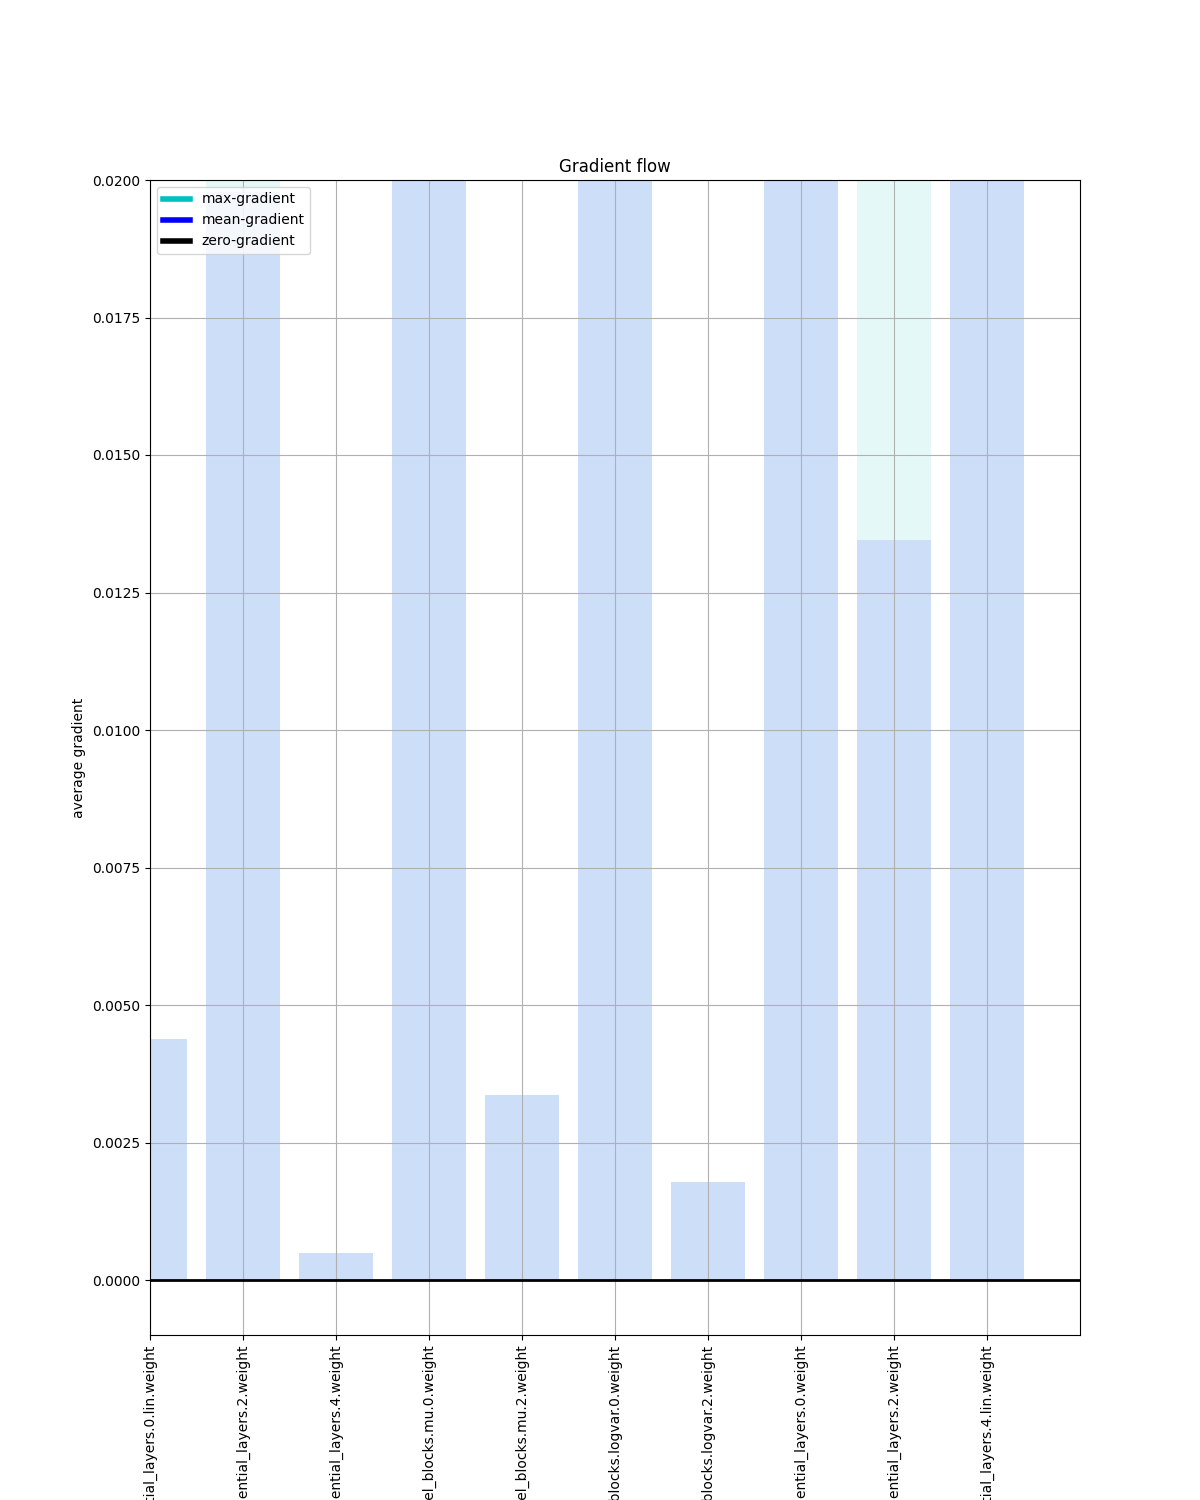 Gradient flow
max-gradient
mean-gradient
zero-gradient
0.0200
0.0175
0.0150
0.0125
0.0100
0.0075
0.0050
0.0025
0.0000
average gradient
tial_layers.0.lin.weight
ential_layers.2.weight
ential_layers.4.weight
el_blocks.mu.0.weight
el_blocks.mu.2.weight
blocks.logvar.0.weight
blocks.logvar.2.weight
ential_layers.0.weight
ential_layers.2.weight
tial_layers.4.lin.weight